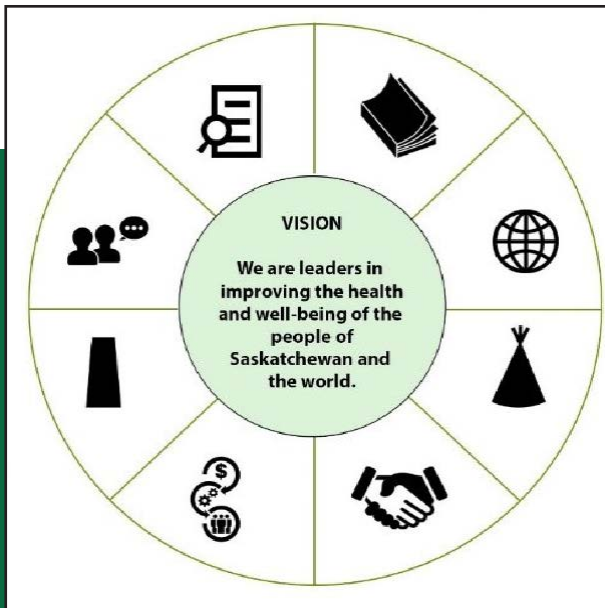 VISION
We are leaders in
improving the health
and well-being of the
people of
Saskatchewan and
the world.
$